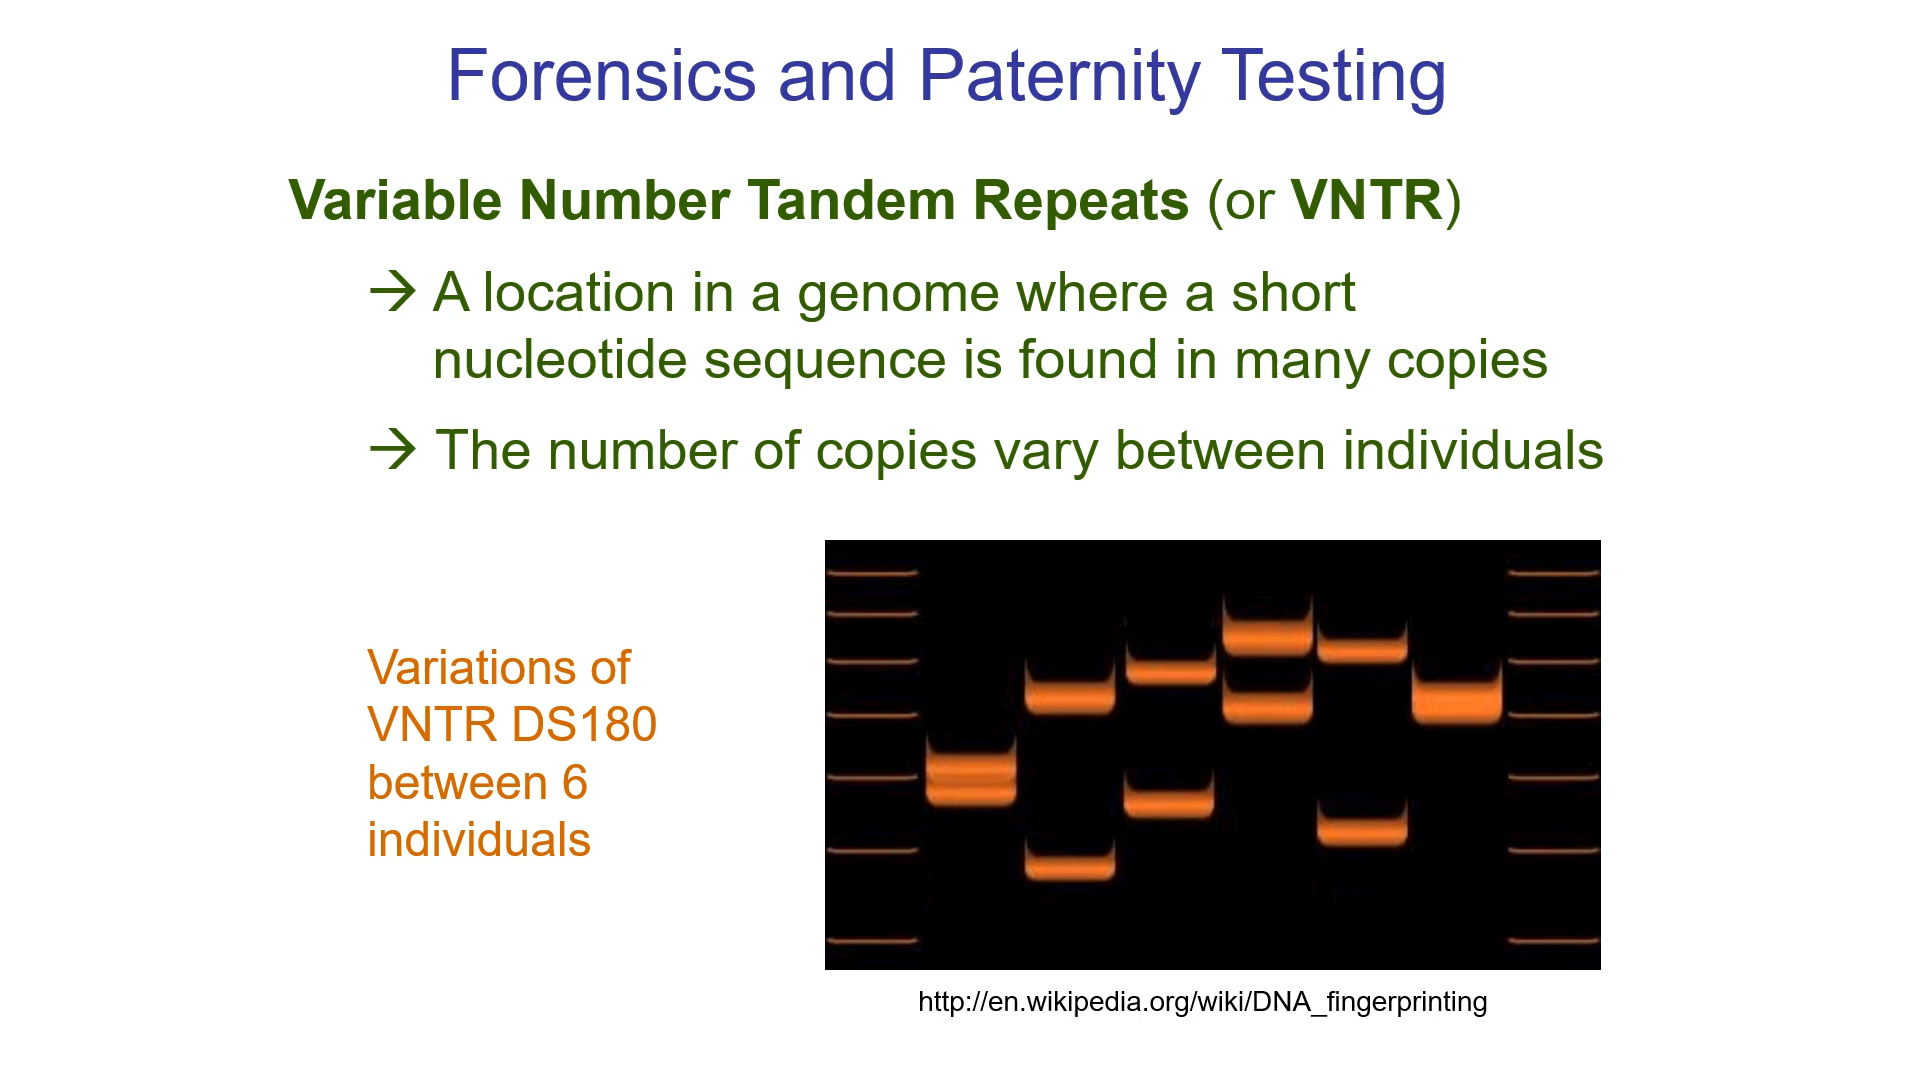 Forensics and Paternity Testing
Variable Number Tandem Repeats (or VNTR)
→ A location in a genome where a short
nucleotide sequence is found in many copies
→ The number of copies vary between individuals
Variations of
VNTR DS180
between 6
individuals
http://en.wikipedia.org/wiki/DNA_fingerprinting